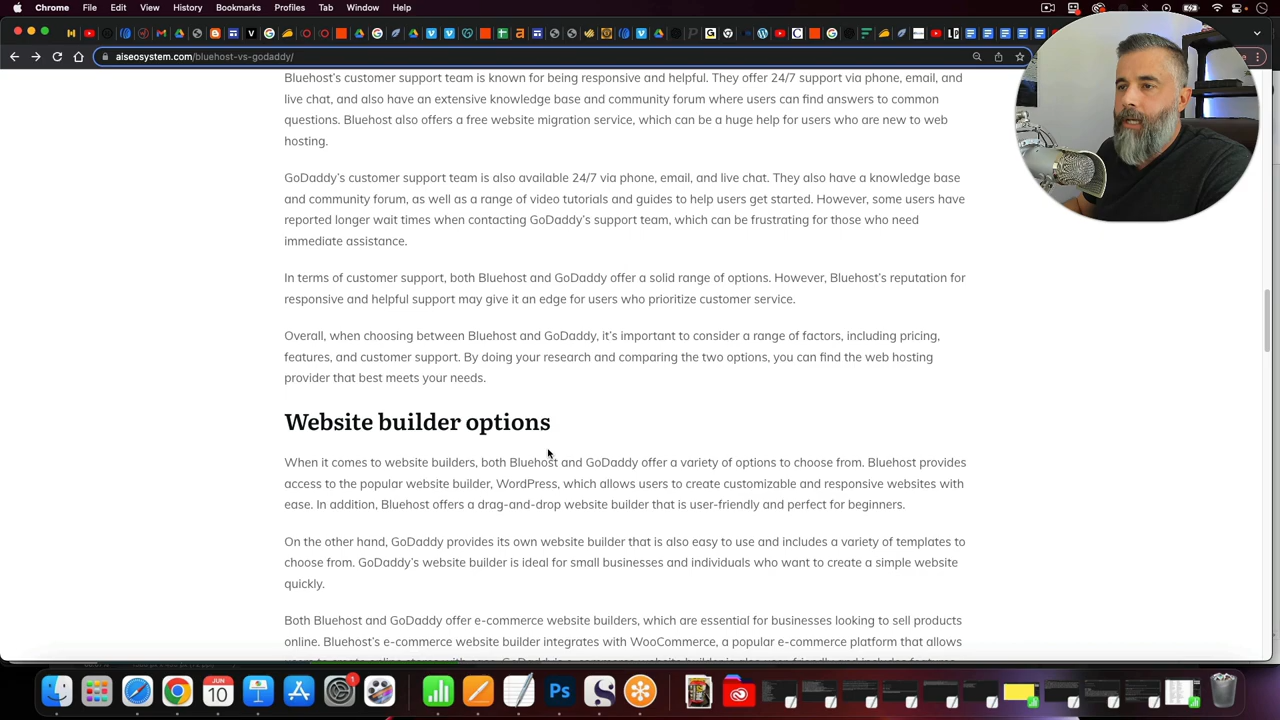 Chrome File Edit View History Bookmarks Profiles Tab Window Help
aiseosystem.com/bluehost-vs-godaddy/
Bluehost's customer support team is known for being responsive and helpful. They offer 24/7 support via phone, email, and
live chat, and also have an extensive knowledge base and community forum where users can find answers to common
questions. Bluehost also offers a free website migration service, which can be a huge help for users who are new to web
hosting.
GoDaddy's customer support team is also available 24/7 via phone, email, and live chat. They also have a knowledge base
and community forum, as well as a range of video tutorials and guides to help users get started. However, some users have
reported longer wait times when contacting GoDaddy's support team, which can be frustrating for those who need
immediate assistance.
In terms of customer support, both Bluehost and GoDaddy offer a solid range of options. However, Bluehost's reputation for
responsive and helpful support may give it an edge for users who prioritize customer service.
Overall, when choosing between Bluehost and GoDaddy, it's important to consider a range of factors, including pricing,
features, and customer support. By doing your research and comparing the two options, you can find the web hosting
provider that best meets your needs.
Website builder options
When it comes to website builders, both Bluehost and GoDaddy offer a variety of options to choose from. Bluehost provides
access to the popular website builder, WordPress, which allows users to create customizable and responsive websites with
ease. In addition, Bluehost offers a drag-and-drop website builder that is user-friendly and perfect for beginners.
On the other hand, GoDaddy provides its own website builder that is also easy to use and includes a variety of templates to
choose from. GoDaddy's website builder is ideal for small businesses and individuals who want to create a simple website
quickly.
Both Bluehost and GoDaddy offer e-commerce website builders, which are essential for businesses looking to sell products
online. Bluehost's e-commerce website builder integrates with WooCommerce, a popular e-commerce platform that allows
JUN
10
1
Ps